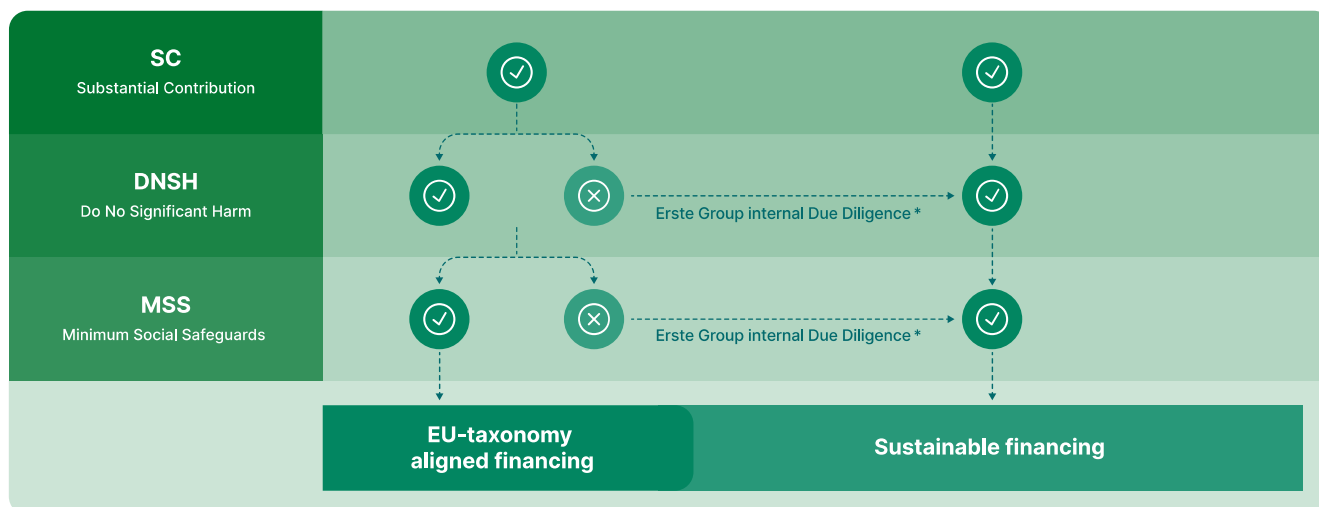 SC
Substantial Contribution
DNSH
Do No Significant Harm
Erste Group internal Due Diligence *
MSS
Minimum Social Safeguards
Erste Group internal Due Diligence *
EU-taxonomy
aligned financing
Sustainable financing